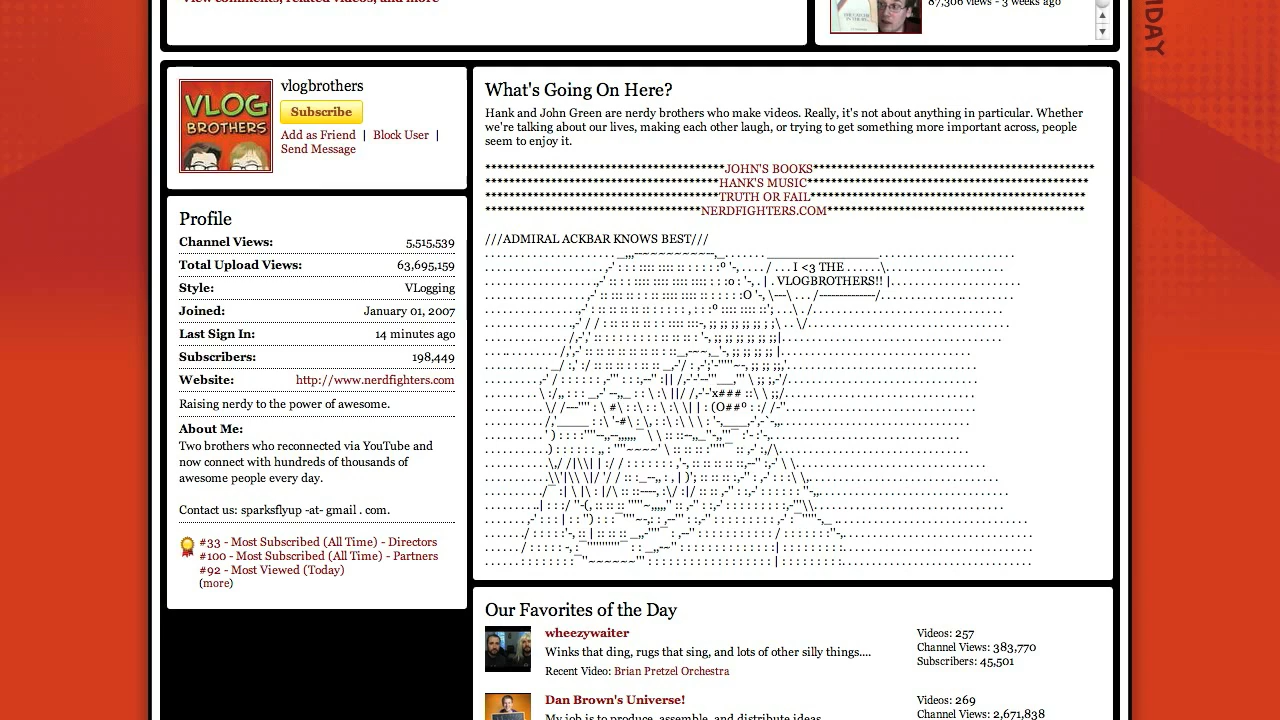 View comments, related videos, and more
87,306 views - 3 weeks ago
IDAY
VLOG
BROTHERS
vlogbrothers
Subscribe
Add as Friend | Block User |
Send Message
Profile
Channel Views: 5,515,539
Total Upload Views: 63,695,159
Style: VLogging
Joined: January 01, 2007
Last Sign In: 14 minutes ago
Subscribers: 198,449
Website: http://www.nerdfighters.com
Raising nerdy to the power of awesome.
About Me:
Two brothers who reconnected via YouTube and
now connect with hundreds of thousands of
awesome people every day.
Contact us: sparksflyup -at- gmail . com.
#33 - Most Subscribed (All Time) - Directors
#100 - Most Subscribed (All Time) - Partners
#92 - Most Viewed (Today)
(more)
What's Going On Here?
Hank and John Green are nerdy brothers who make videos. Really, it's not about anything in particular. Whether
we're talking about our lives, making each other laugh, or trying to get something more important across, people
seem to enjoy it.
JOHN'S BOOKS
HANK'S MUSIC
TRUTH OR FAIL
NERDFIGHTERS.COM
///ADMIRAL ACKBAR KNOWS BEST///
I <3 THE
VLOGBROTHERS!!
Our Favorites of the Day
wheezywaiter
Winks that ding, rugs that sing, and lots of other silly things....
Recent Video: Brian Pretzel Orchestra
Videos: 257
Channel Views: 383,770
Subscribers: 45,501
Dan Brown's Universe!
My job is to produce, assemble, and distribute ideas
Videos: 269
Channel Views: 2,671,838